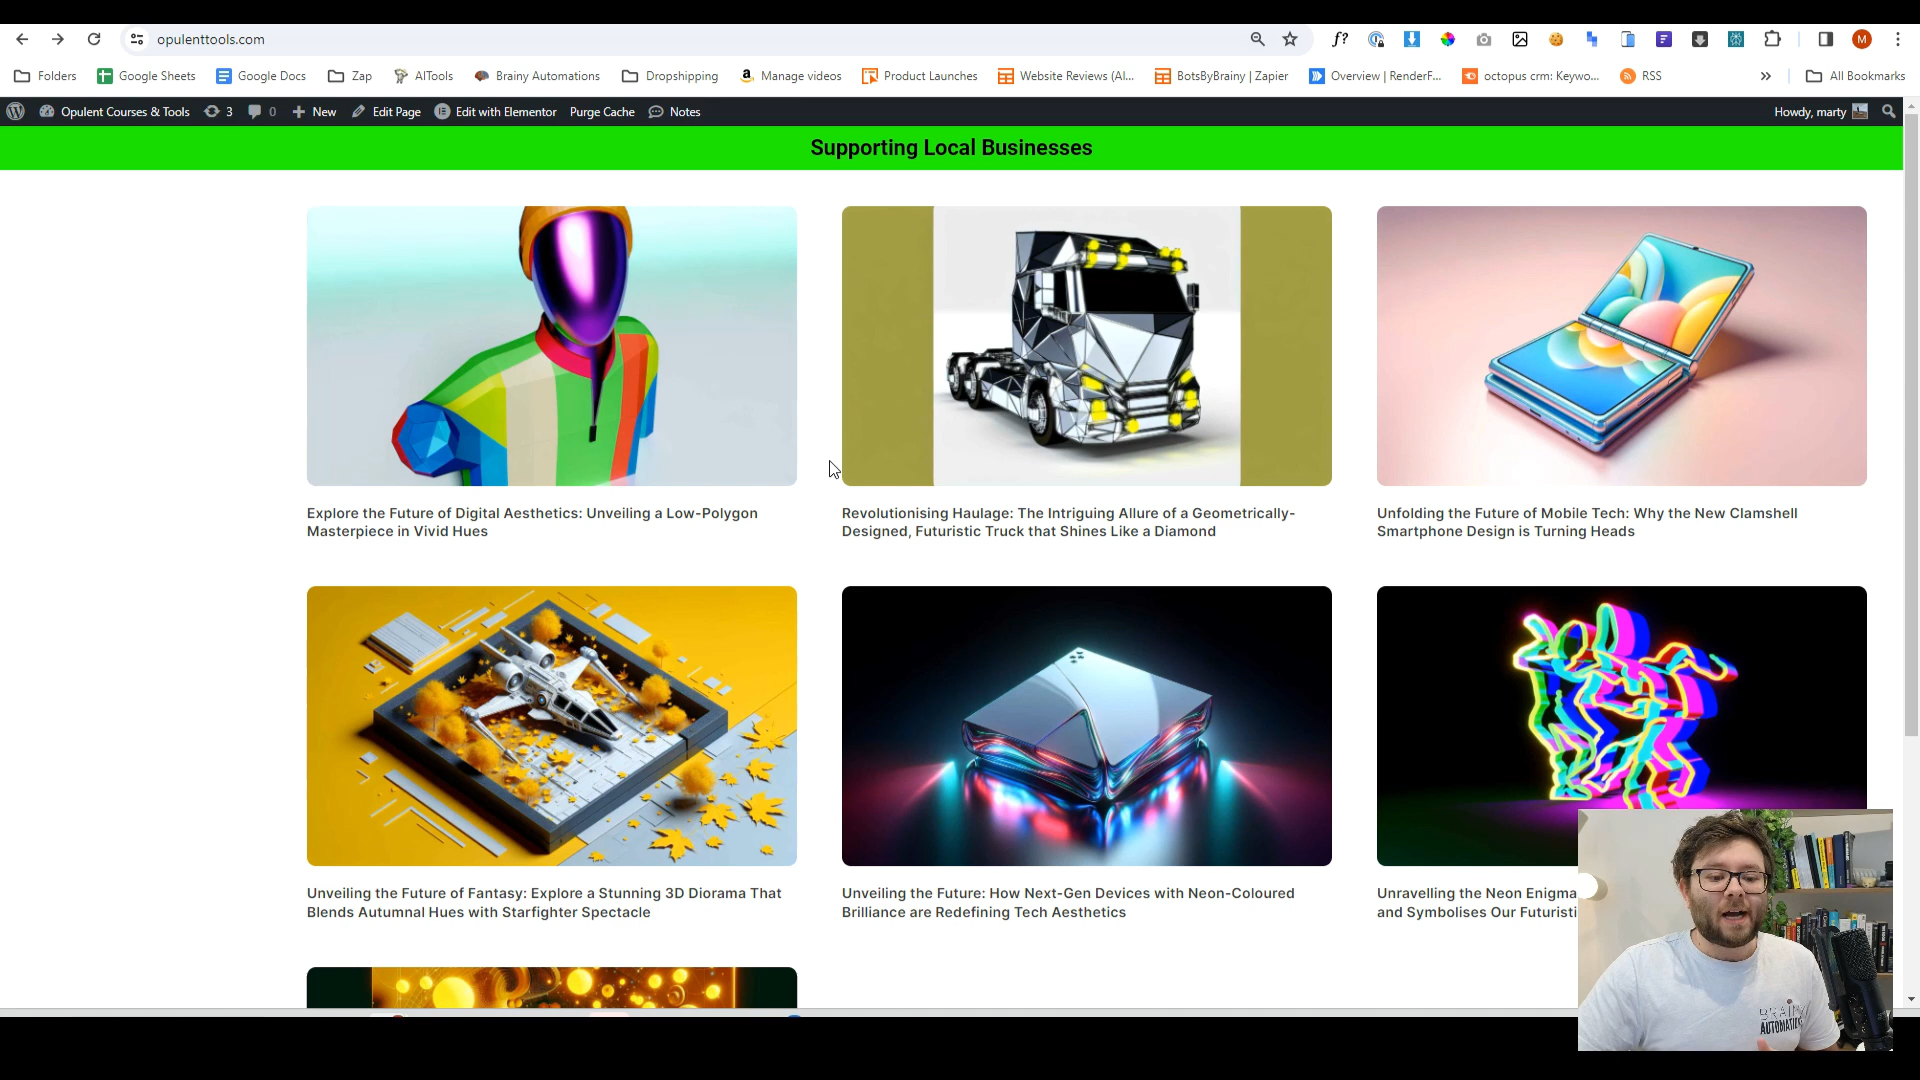 opulenttools.com
f?
M
Folders
Google Sheets
Google Docs
Zap
AITools
Brainy Automations
Dropshipping
Manage videos
Product Launches
Website Reviews (Al...
BotsByBrainy | Zapier
Overview | RenderF...
octopus crm: Keywo...
RSS
All Bookmarks
Opulent Courses & Tools
3
0
New
Edit Page
Edit with Elementor
Purge Cache
Notes
Howdy, marty
Supporting Local Businesses
Explore the Future of Digital Aesthetics: Unveiling a Low-Polygon
Masterpiece in Vivid Hues
Revolutionising Haulage: The Intriguing Allure of a Geometrically-
Designed, Futuristic Truck that Shines Like a Diamond
Unfolding the Future of Mobile Tech: Why the New Clamshell
Smartphone Design is Turning Heads
Unveiling the Future of Fantasy: Explore a Stunning 3D Diorama That
Blends Autumnal Hues with Starfighter Spectacle
Unveiling the Future: How Next-Gen Devices with Neon-Coloured
Brilliance are Redefining Tech Aesthetics
Unravelling the Neon Enigma
and Symbolises Our Futuristi
BRAINY
AUTOMATIONS